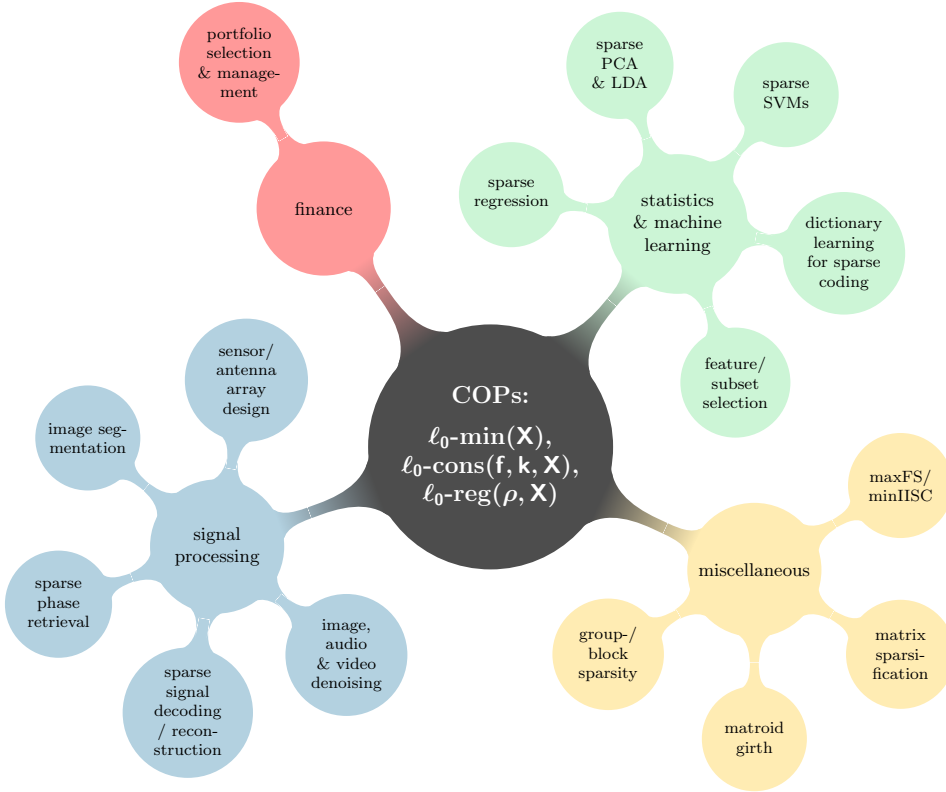 COPs:
ℓ₀-min(X),
ℓ₀-cons(f, k, X),
ℓ₀-reg(ρ, X)
finance
portfolio
selection
& manage-
ment
statistics
& machine
learning
sparse
regression
sparse
PCA
& LDA
sparse
SVMs
dictionary
learning
for sparse
coding
feature/
subset
selection
signal
processing
sensor/
antenna
array
design
image seg-
mentation
sparse
phase
retrieval
sparse
signal
decoding
/ recon-
struction
image,
audio
& video
denoising
miscellaneous
maxFS/
minIISC
matrix
sparsi-
fication
matroid
girth
group-/
block
sparsity